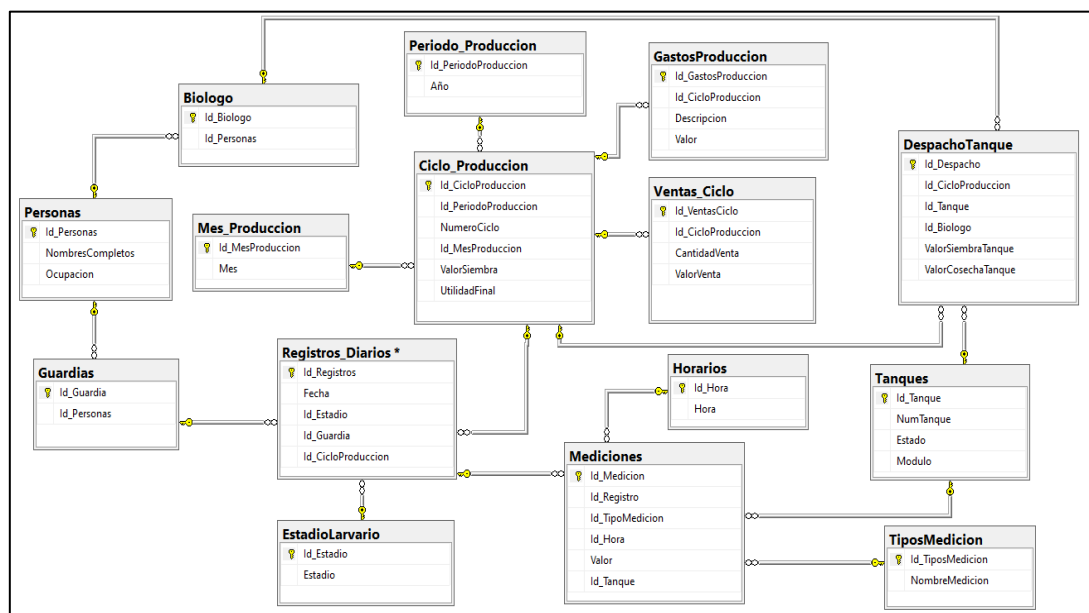 Periodo_Produccion
Id_PeriodoProduccion
Año
GastosProduccion
Id_GastosProduccion
Id_CicloProduccion
Descripcion
Valor
Biologo
Id_Biologo
Id_Personas
DespachoTanque
Id_Despacho
Id_CicloProduccion
Id_Tanque
Id_Biologo
ValorSiembraTanque
ValorCosechaTanque
Ciclo_Produccion
Id_CicloProduccion
Id_PeriodoProduccion
NumeroCiclo
Id_MesProduccion
ValorSiembra
UtilidadFinal
Ventas_Ciclo
Id_VentasCiclo
Id_CicloProduccion
CantidadVenta
ValorVenta
Personas
Id_Personas
NombresCompletos
Ocupacion
Mes_Produccion
Id_MesProduccion
Mes
Registros_Diarios *
Id_Registros
Fecha
Id_Estadio
Id_Guardia
Id_CicloProduccion
Horarios
Id_Hora
Hora
Guardias
Id_Guardia
Id_Personas
Tanques
Id_Tanque
NumTanque
Estado
Modulo
Mediciones
Id_Medicion
Id_Registro
Id_TipoMedicion
Id_Hora
Valor
Id_Tanque
EstadioLarvario
Id_Estadio
Estadio
TiposMedicion
Id_TiposMedicion
NombreMedicion